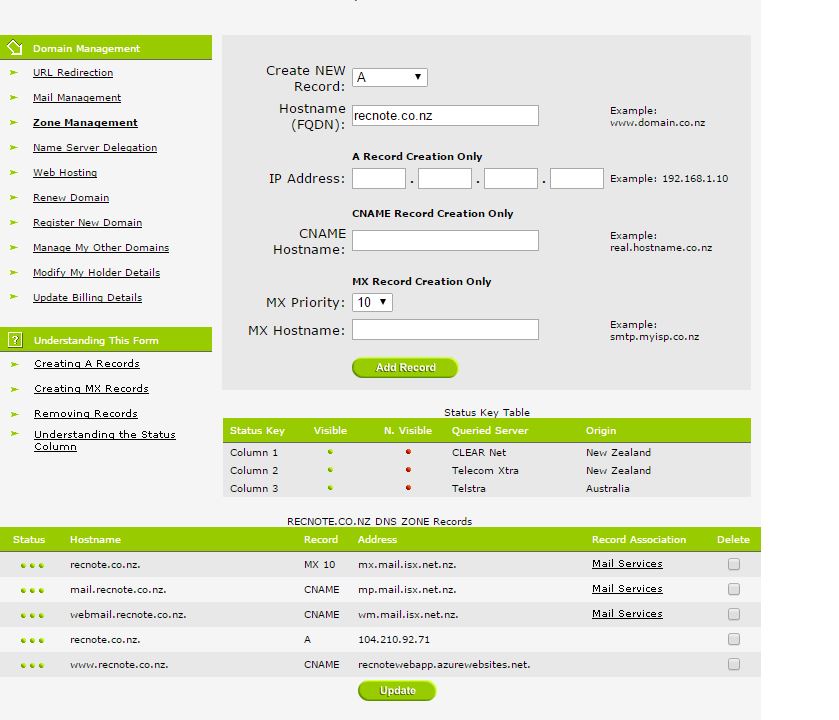 Domain Management
URL Redirection
Mail Management
Zone Management
Name Server Delegation
Web Hosting
Renew Domain
Register New Domain
Manage My Other Domains
Modify My Holder Details
Update Billing Details
? Understanding This Form
Creating A Records
Creating MX Records
Removing Records
Understanding the Status
Column
Create NEW
Record: A
Hostname
(FQDN): recnote.co.nz
Example:
www.domain.co.nz
A Record Creation Only
IP Address: . . . Example: 192.168.1.10
CNAME Record Creation Only
CNAME
Hostname:
Example:
real.hostname.co.nz
MX Record Creation Only
MX Priority: 10
MX Hostname:
Example:
smtp.myisp.co.nz
Add Record
Status Key Table
Status Key Visible N. Visible Queried Server Origin
Column 1 CLEAR Net New Zealand
Column 2 Telecom Xtra New Zealand
Column 3 Telstra Australia
RECNOTE.CO.NZ DNS ZONE Records
Status Hostname Record Address Record Association Delete
recnote.co.nz. MX 10 mx.mail.isx.net.nz. Mail Services
mail.recnote.co.nz. CNAME mp.mail.isx.net.nz. Mail Services
webmail.recnote.co.nz. CNAME wm.mail.isx.net.nz. Mail Services
recnote.co.nz. A 104.210.92.71
www.recnote.co.nz. CNAME recnotewebapp.azurewebsites.net.
Update